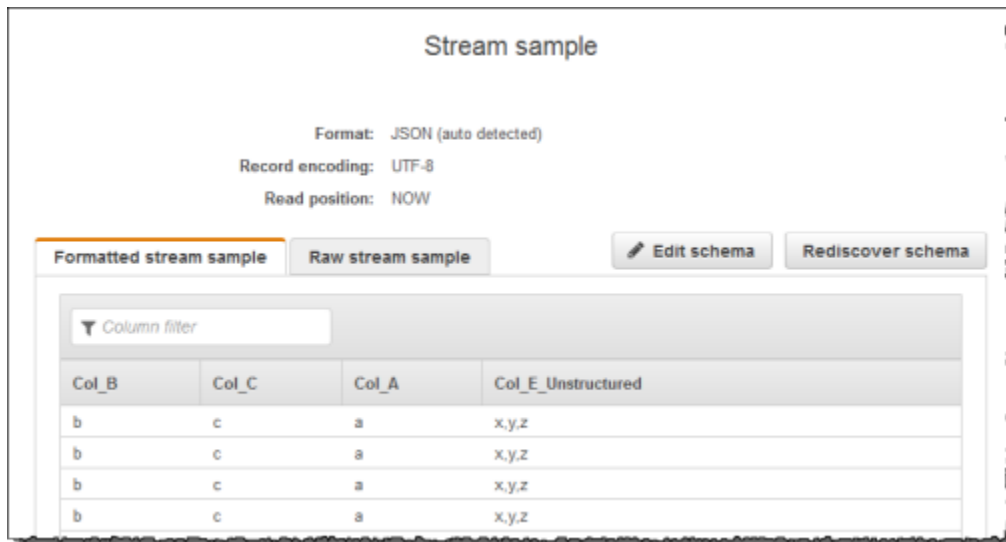 Stream sample
Format: JSON (auto detected)
Record encoding: UTF-8
Read position: NOW
Formatted stream sample Raw stream sample Edit schema Rediscover schema
Column filter
Col_B Col_C Col_A Col_E_Unstructured
b c a x,y,z
b c a x,y,z
b c a x,y,z
b c a x,y,z